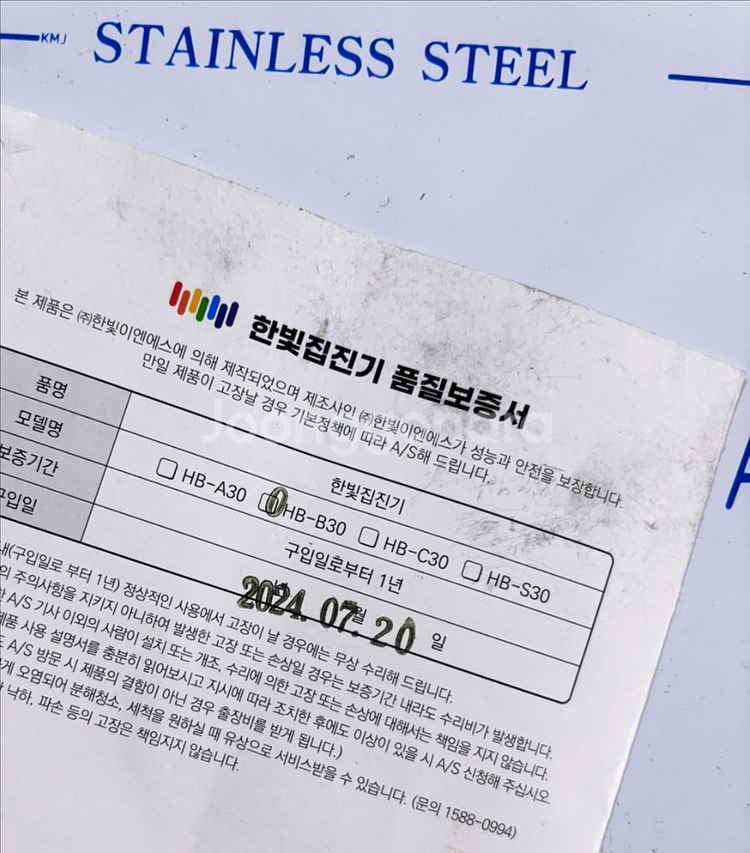 KMJ
STAINLESS STEEL
한빛집진기 품질보증서
본 제품은 ㈜한빛이엔에스에 의해 제작되었으며 제조사인 ㈜한빛이엔에스가 성능과 안전을 보장합니다.
만일 제품이 고장날 경우 기본정책에 따라 A/S해 드립니다.
품명 한빛집진기
모델명 HB-A30 HB-B30 HB-C30 HB-S30
보증기간 구입일로부터 1년
구입일 2024. 07월 20 일
내(구입일로 부터 1년) 정상적인 사용에서 고장이 날 경우에는 무상 수리해 드립니다.
의 주의사항을 지키지 아니하여 발생한 고장 또는 손상일 경우는 보증기간 내라도 수리비가 발생합니다.
A/S 기사 이외의 사람이 설치 또는 개조, 수리에 의한 고장 또는 손상에 대해서는 책임을 지지 않습니다.
제품 사용 설명서를 충분히 읽어보시고 지시에 따라 조치한 후에도 이상이 있을 시 A/S 신청해 주십시오.
A/S 방문 시 제품의 결함이 아닌 경우 출장비를 받게 됩니다.)
게 오염되어 분해청소, 세척을 원하실 때 유상으로 서비스받을 수 있습니다. (문의 1588-0994)
낙하, 파손 등의 고장은 책임지지 않습니다.
Joonggonara